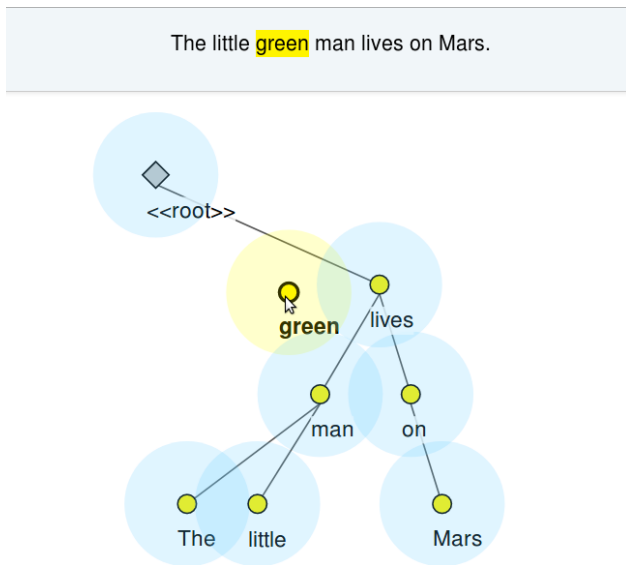 The little green man lives on Mars.
<<root>>
green
lives
man
on
The
little
Mars